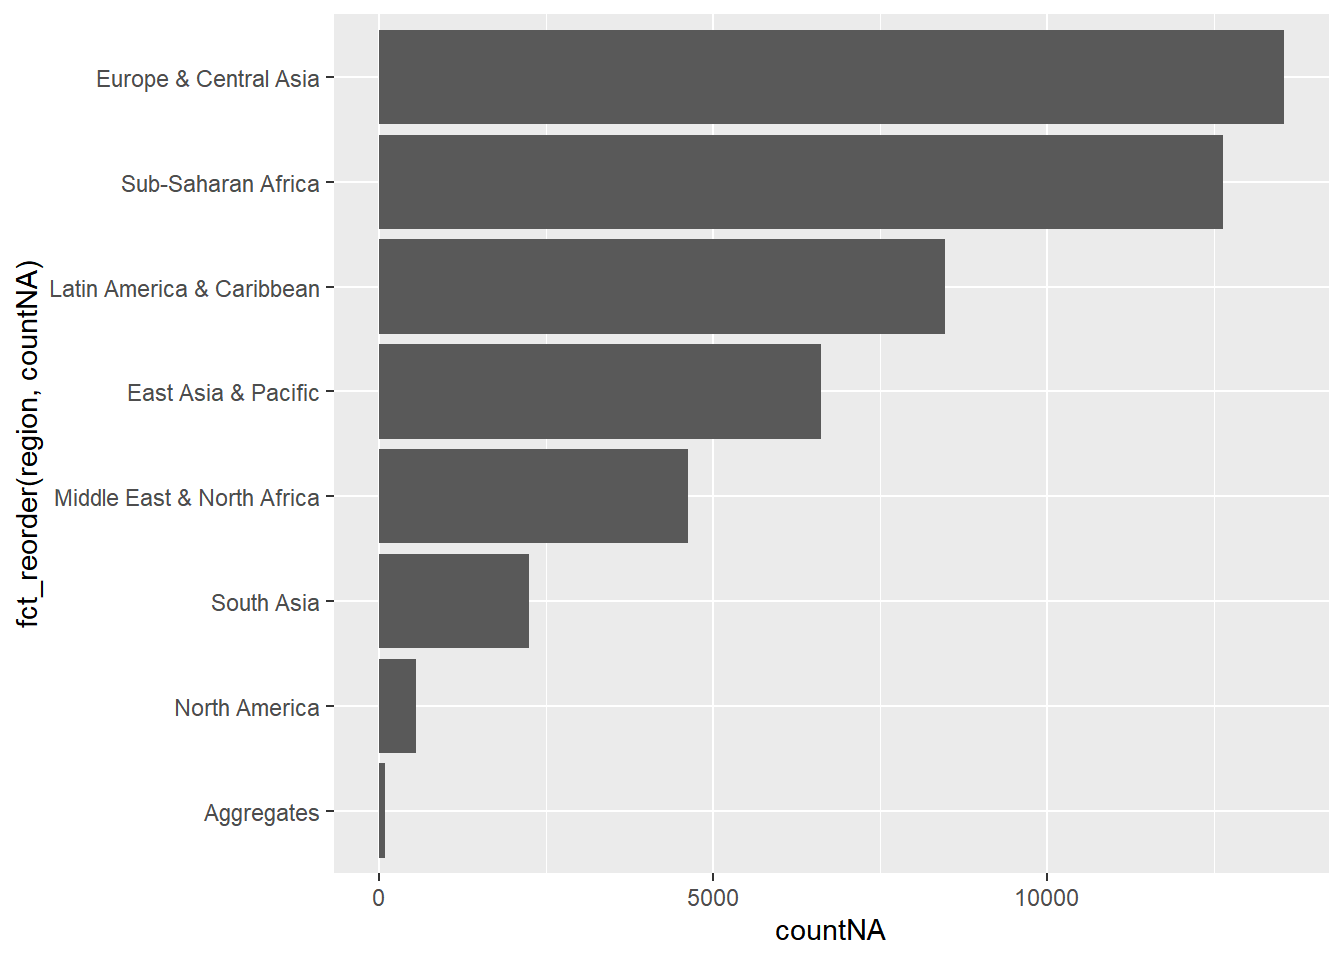 Europe & Central Asia
Sub-Saharan Africa
Latin America & Caribbean
East Asia & Pacific
Middle East & North Africa
South Asia
North America
Aggregates
fct_reorder(region, countNA)
0 5000 10000
countNA